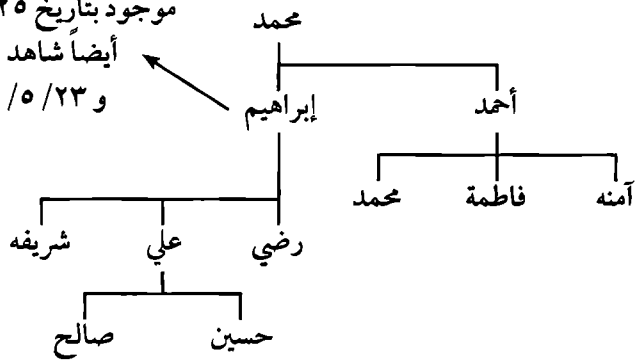 موجود بتاريخ ٢٥
محمد
أيضاً شاهد
و ٢٣/ ٥/
إبراهيم
أحمد
آمنه
فاطمة
محمد
رضي
علي
شريفه
حسين
صالح